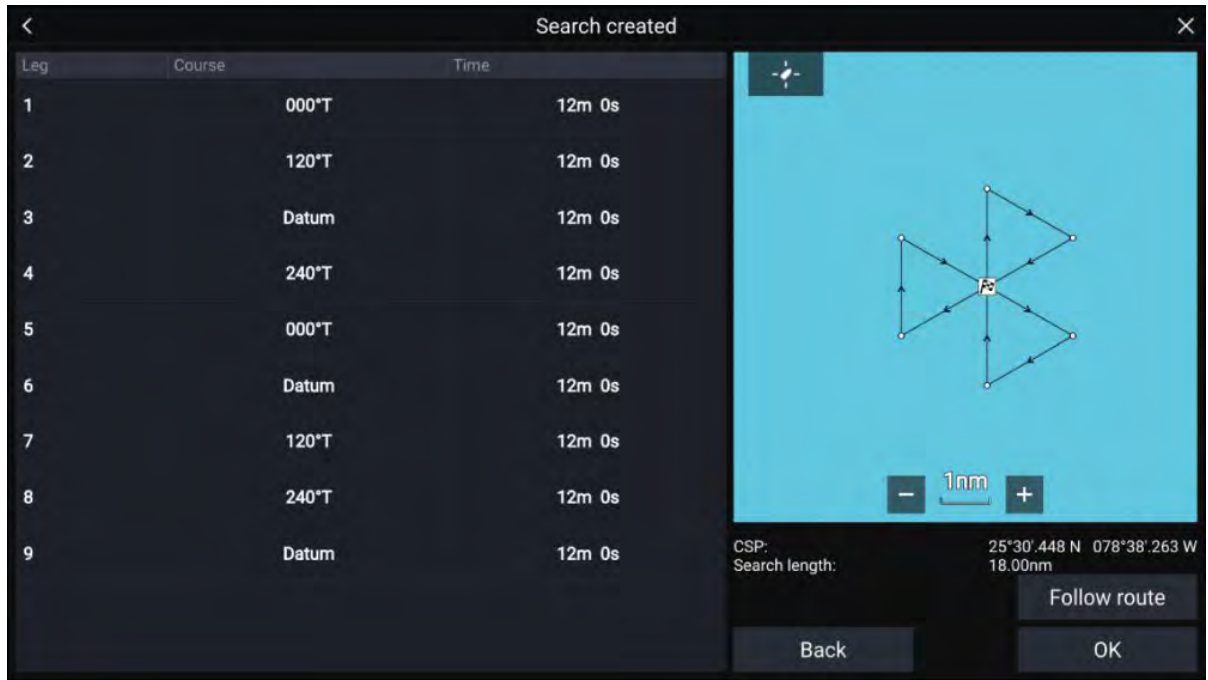 Search created
Leg Course Time
1 000°T 12m 0s
2 120°T 12m 0s
3 Datum 12m 0s
4 240°T 12m 0s
5 000°T 12m 0s
6 Datum 12m 0s
7 120°T 12m 0s
8 240°T 12m 0s
9 Datum 12m 0s
1nm
CSP: 25°30'.448 N 078°38'.263 W
Search length: 18.00nm
Follow route
Back OK